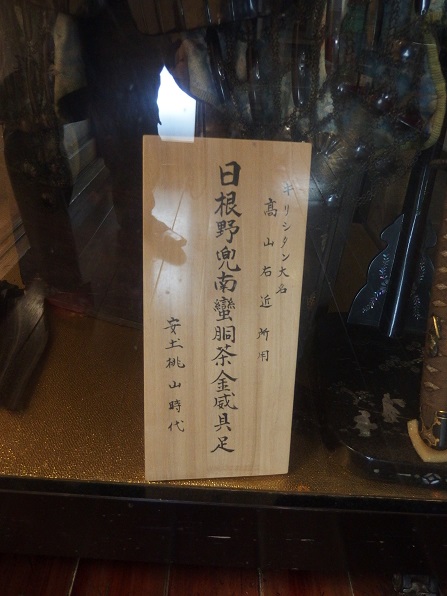 キリシタン大名
高山右近所用
日根野兜南蠻胴茶金威具足
安土桃山時代